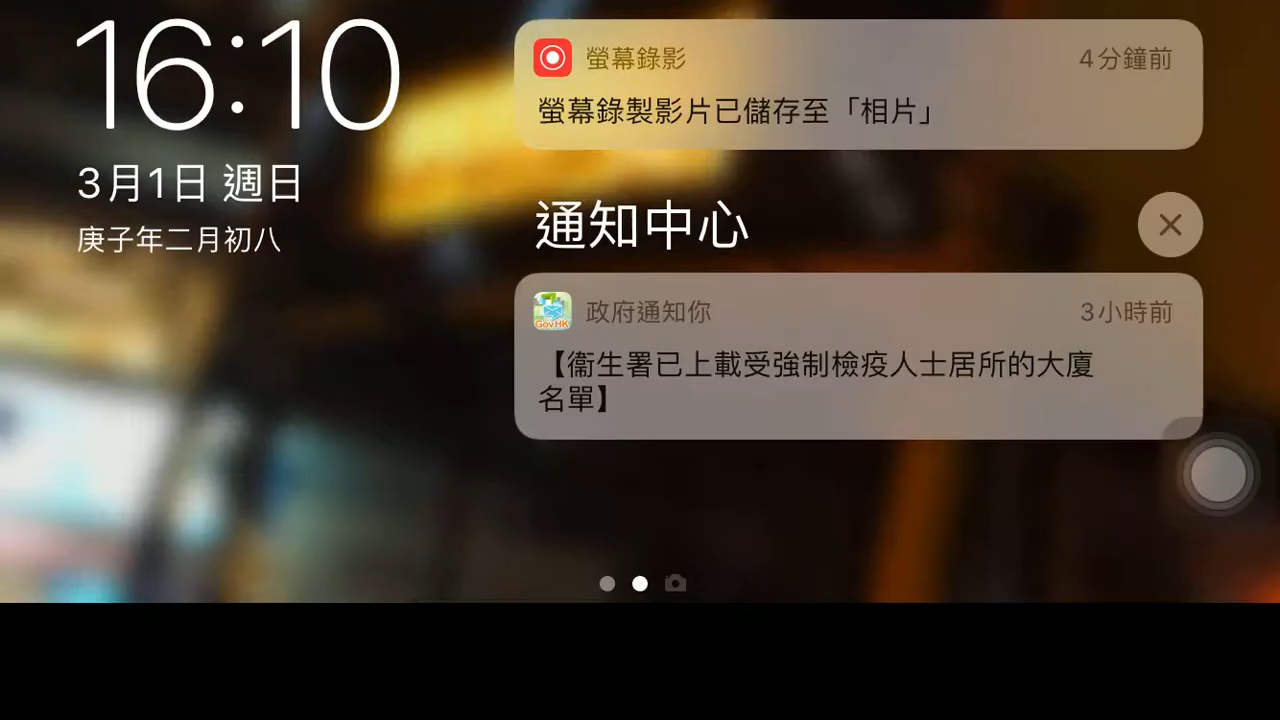 16:10
3月1日 週日
庚子年二月初八
螢幕錄影
4分鐘前
螢幕錄製影片已儲存至「相片」
通知中心
GovHK
政府通知你
3小時前
【衞生署已上載受強制檢疫人士居所的大廈
名單】